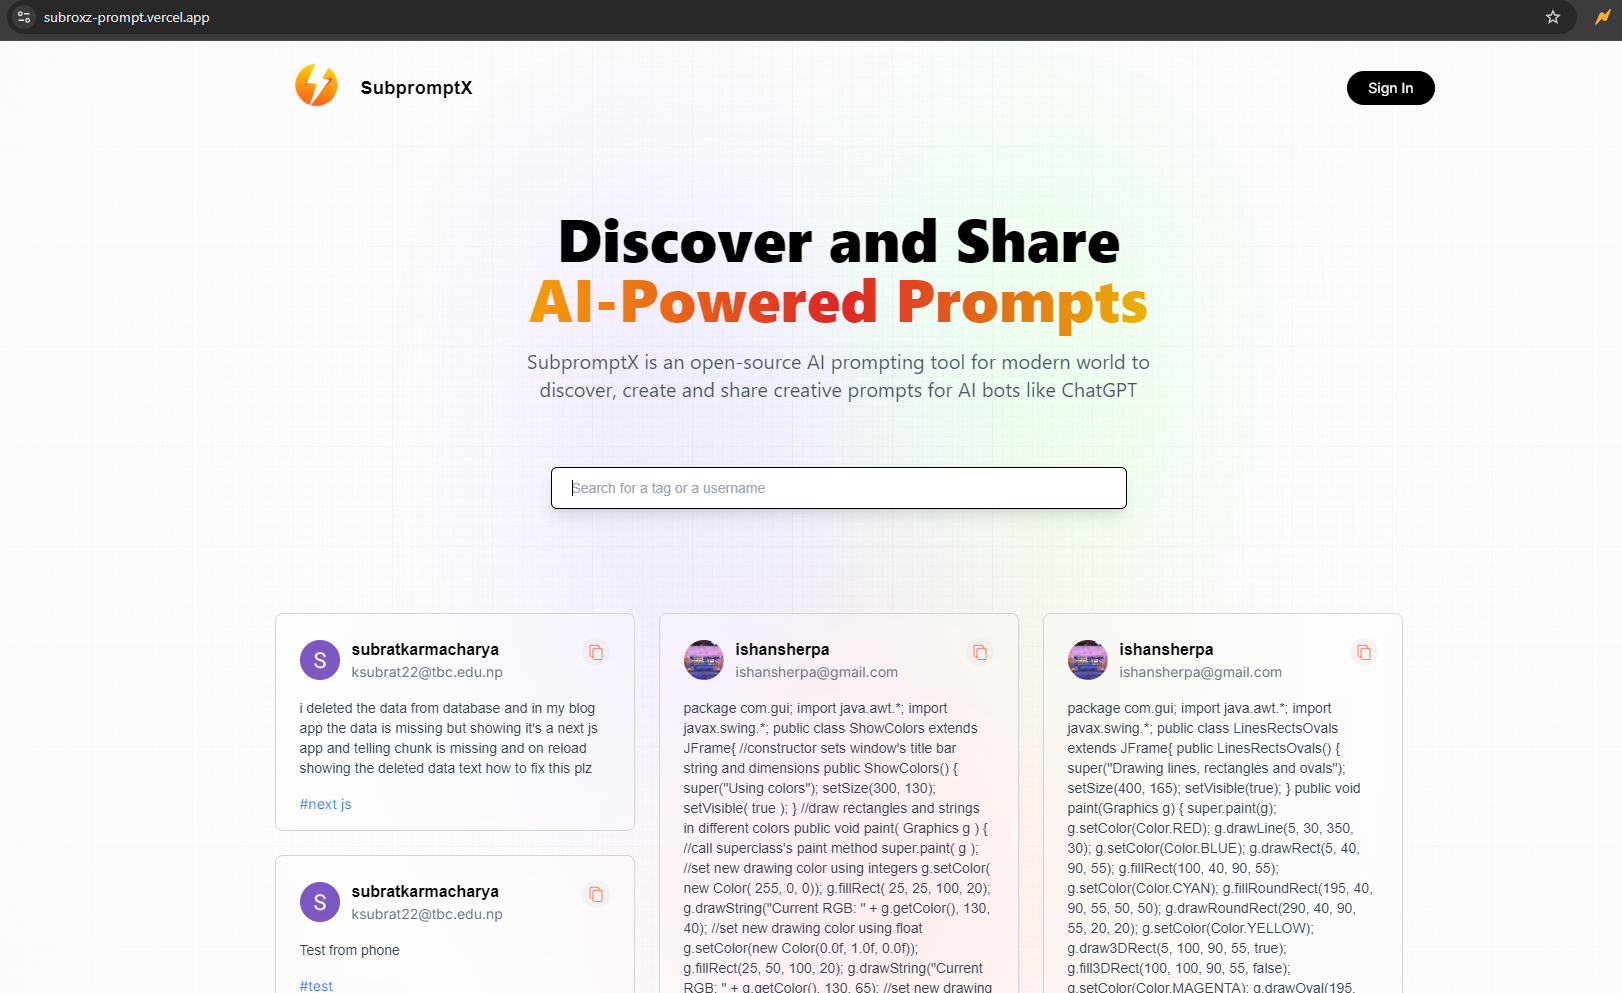 subroxz-prompt.vercel.app
SubpromptX
Sign In
Discover and Share
AI-Powered Prompts
SubpromptX is an open-source AI prompting tool for modern world to
discover, create and share creative prompts for AI bots like ChatGPT
Search for a tag or a username
S
subratkarmacharya
ksubrat22@tbc.edu.np
i deleted the data from database and in my blog
app the data is missing but showing it's a next js
app and telling chunk is missing and on reload
showing the deleted data text how to fix this plz
#next js
S
subratkarmacharya
ksubrat22@tbc.edu.np
Test from phone
#test
ishansherpa
ishansherpa@gmail.com
package com.gui; import java.awt.*; import
javax.swing.*; public class ShowColors extends
JFrame{ //constructor sets window's title bar
string and dimensions public ShowColors() {
super("Using colors"); setSize(300, 130);
setVisible( true ); } //draw rectangles and strings
in different colors public void paint( Graphics g ) {
//call superclass's paint method super.paint( g );
//set new drawing color using integers g.setColor(
new Color( 255, 0, 0)); g.fillRect( 25, 25, 100, 20);
g.drawString("Current RGB: " + g.getColor(), 130,
40); //set new drawing color using float
g.setColor(new Color(0.0f, 1.0f, 0.0f));
g.fillRect(25, 50, 100, 20); g.drawString("Current
RGB: " + g.getColor(), 130, 65); //set new drawing
ishansherpa
ishansherpa@gmail.com
package com.gui; import java.awt.*; import
javax.swing.*; public class LinesRectsOvals
extends JFrame{ public LinesRectsOvals() {
super("Drawing lines, rectangles and ovals");
setSize(400, 165); setVisible(true); } public void
paint(Graphics g) { super.paint(g);
g.setColor(Color.RED); g.drawLine(5, 30, 350,
30); g.setColor(Color.BLUE); g.drawRect(5, 40,
90, 55); g.fillRect(100, 40, 90, 55);
g.setColor(Color.CYAN); g.fillRoundRect(195, 40,
90, 55, 50, 50); g.drawRoundRect(290, 40, 90,
55, 20, 20); g.setColor(Color.YELLOW);
g.draw3DRect(5, 100, 90, 55, true);
g.fill3DRect(100, 100, 90, 55, false);
g.setColor(Color.MAGENTA); g.drawOval(195,